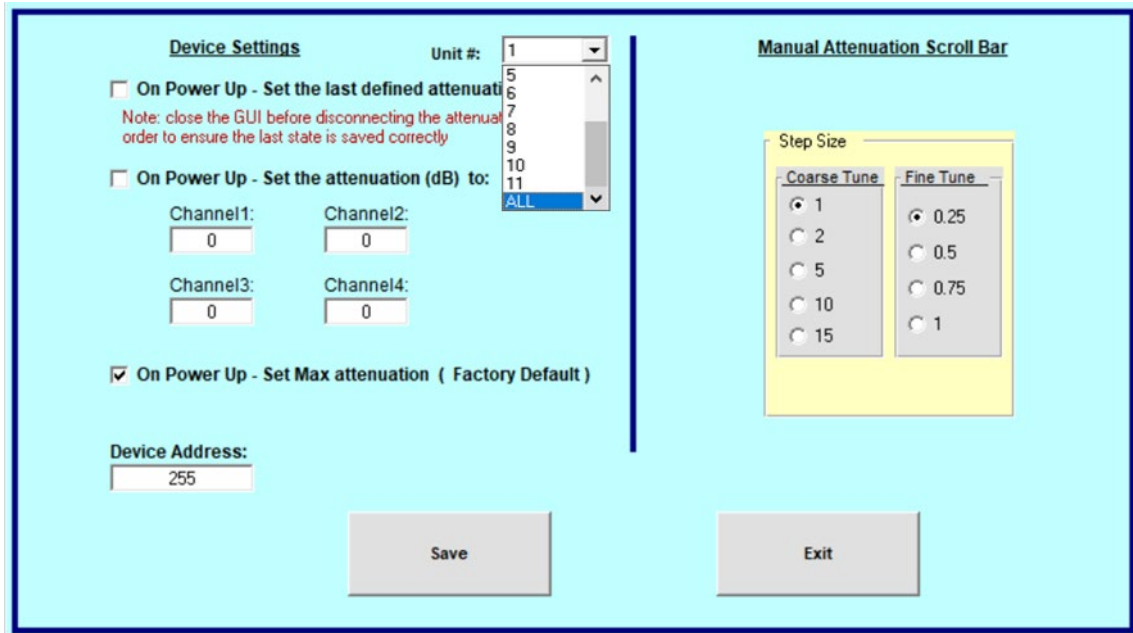 Device Settings
Unit #:
1
5
6
7
8
9
10
11
ALL
On Power Up - Set the last defined
Note: close the GUI before disconnecting the
order to ensure the last state is saved correctly
On Power Up - Set the attenuation (dB) to:
Channel1:
Channel2:
0
0
Channel3:
Channel4:
0
0
On Power Up - Set Max attenuation ( Factory Default )
Device Address:
255
Manual Attenuation Scroll Bar
Step Size
Coarse Tune
1
2
5
10
15
Fine Tune
0.25
0.5
0.75
1
Save
Exit